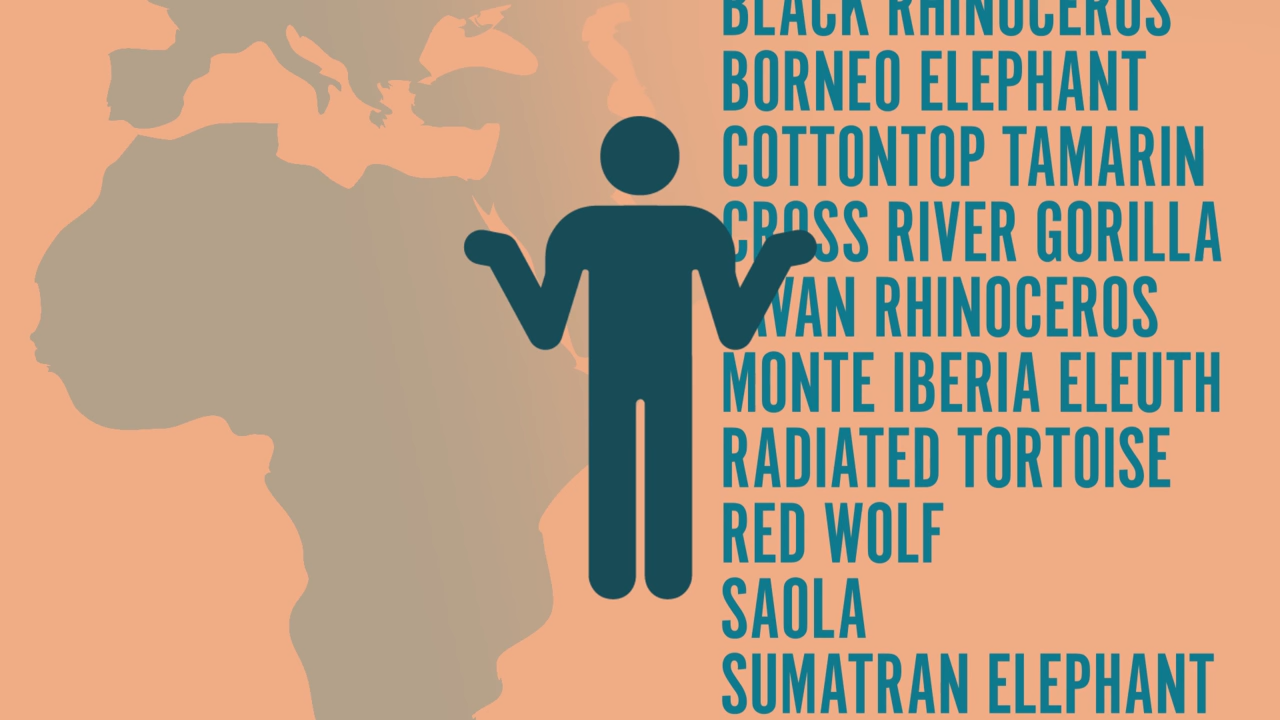 BLACK RHINOCEROS
BORNEO ELEPHANT
COTTONTOP TAMARIN
CROSS RIVER GORILLA
RHINOCEROS
MONTE IBERIA ELEUTH
RADIATED TORTOISE
RED WOLF
SAOLA
SUMATRAN ELEPHANT